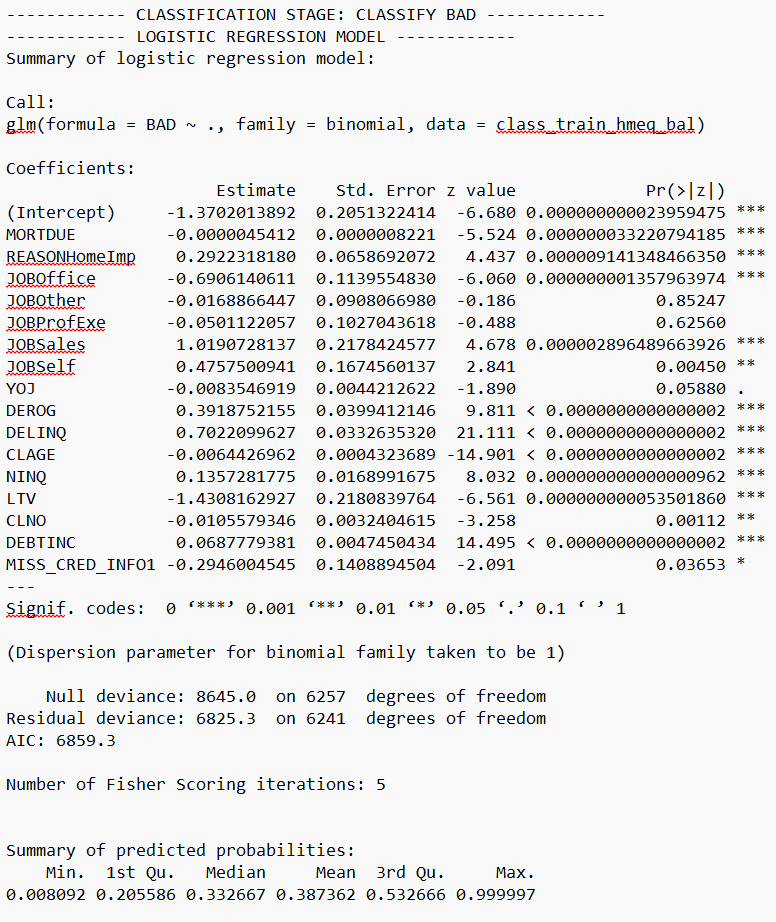 ------------ CLASSIFICATION STAGE: CLASSIFY BAD ------------
------------ LOGISTIC REGRESSION MODEL ------------
Summary of logistic regression model:

Call:
glm(formula = BAD ~ ., family = binomial, data = class_train_hmeq_bal)

Coefficients:
                     Estimate    Std. Error z value             Pr(>|z|)
(Intercept)     -1.3702013892  0.2051322414  -6.680 0.000000000023959475 ***
MORTDUE         -0.0000045412  0.0000008221  -5.524 0.000000033220794185 ***
REASONHomeImp    0.2922318180  0.0658692072   4.437 0.000009141348466350 ***
JOBOffice       -0.6906140611  0.1139554830  -6.060 0.000000001357963974 ***
JOBOther        -0.0168866447  0.0908066980  -0.186              0.85247
JOBProfExe      -0.0501122057  0.1027043618  -0.488              0.62560
JOBSales         1.0190728137  0.2178424577   4.678 0.000002896489663926 ***
JOBSelf          0.4757500941  0.1674560137   2.841              0.00450 **
YOJ             -0.0083546919  0.0044212622  -1.890              0.05880 .
DEROG            0.3918752155  0.0399412146   9.811 < 0.0000000000000002 ***
DELINQ           0.7022099627  0.0332635320  21.111 < 0.0000000000000002 ***
CLAGE           -0.0064426962  0.0004323689 -14.901 < 0.0000000000000002 ***
NINQ             0.1357281775  0.0168991675   8.032 0.000000000000000962 ***
LTV             -1.4308162927  0.2180839764  -6.561 0.000000000053501860 ***
CLNO            -0.0105579346  0.0032404615  -3.258              0.00112 **
DEBTINC          0.0687779381  0.0047450434  14.495 < 0.0000000000000002 ***
MISS_CRED_INFO1 -0.2946004545  0.1408894504  -2.091              0.03653 *
---
Signif. codes:  0 ‘***’ 0.001 ‘**’ 0.01 ‘*’ 0.05 ‘.’ 0.1 ‘ ’ 1

(Dispersion parameter for binomial family taken to be 1)

    Null deviance: 8645.0  on 6257  degrees of freedom
Residual deviance: 6825.3  on 6241  degrees of freedom
AIC: 6859.3

Number of Fisher Scoring iterations: 5

Summary of predicted probabilities:
    Min.  1st Qu.   Median     Mean  3rd Qu.     Max.
0.008092 0.205586 0.332667 0.387362 0.532666 0.999997